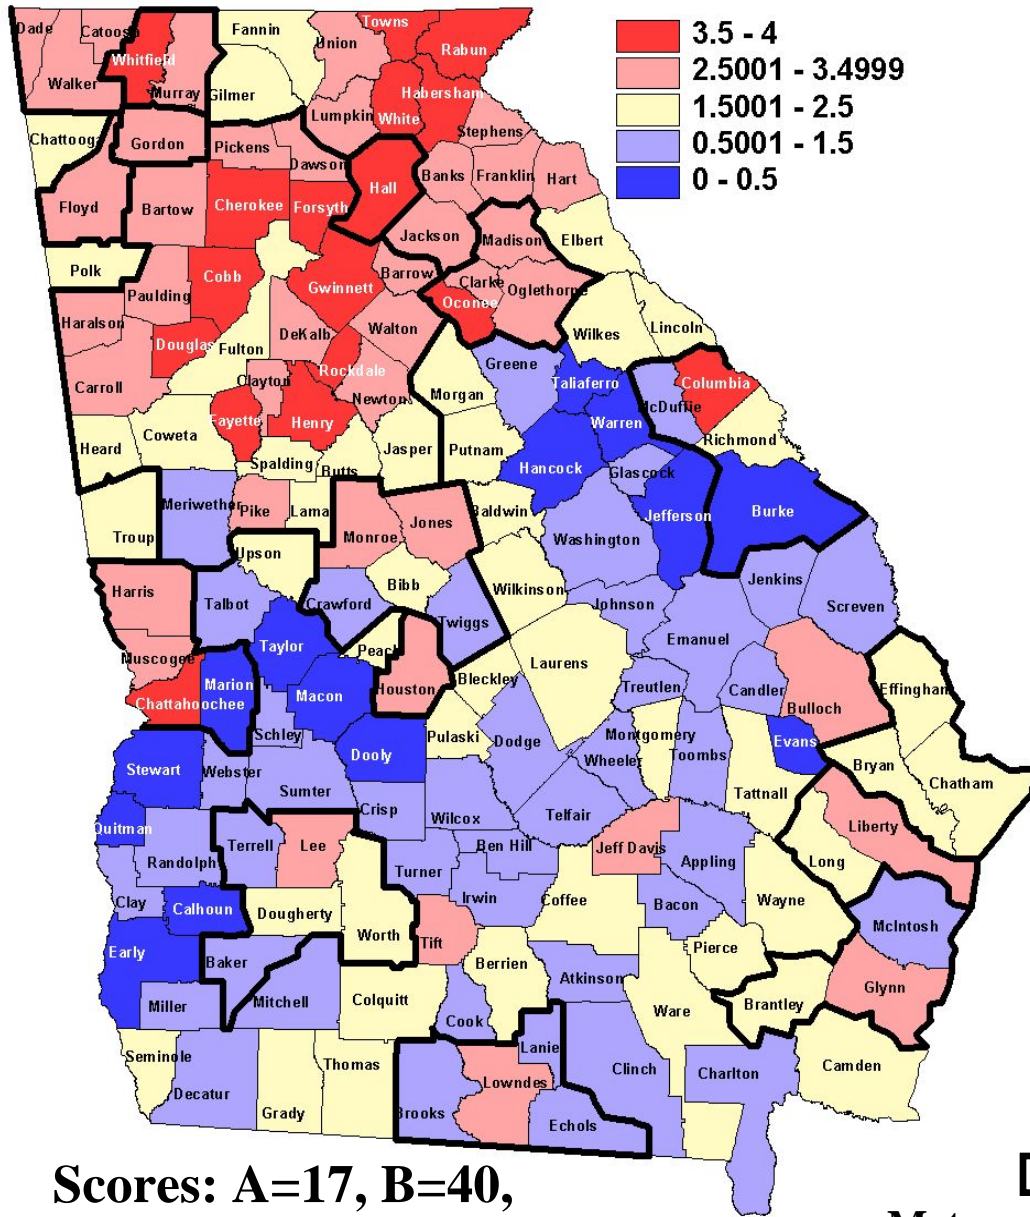 Towns
Dade
Catoosa
Fannin
Union
Rabun
3.5 - 4
Whitfield
2.5001 - 3.4999
Walker
Murray
Gilmer
Habersham
1.5001 - 2.5
Lumpkin
White
Stephens
0.5001 - 1.5
Chattooga
Gordon
Pickens
Dawson
Banks
Franklin
Hart
0 - 0.5
Hall
Floyd
Bartow
Cherokee
Forsyth
Jackson
Madison
Elbert
Polk
Cobb
Barrow
Clarke
Gwinnett
Oglethorpe
Paulding
Oconee
Haralson
DeKalb
Walton
Wilkes
Lincoln
Douglas
Fulton
Greene
Rockdale
Carroll
Clayton
Newton
Morgan
Taliaferro
Columbia
McDuffie
Fayette
Henry
Warren
Heard
Coweta
Jasper
Putnam
Richmond
Spalding
Butts
Hancock
Glascock
Meriwether
Pike
Lama
Baldwin
Jefferson
Burke
Troup
Monroe
Jones
Washington
Upson
Harris
Bibb
Wilkinson
Jenkins
Talbot
Crawford
Johnson
Screven
Twiggs
Emanuel
Taylor
Peach
Muscogee
Laurens
Marion
Macon
Houston
Bleckley
Treutlen
Candler
Effingham
Chattahoochee
Bulloch
Schley
Pulaski
Dodge
Montgomery
Evans
Dooly
Toombs
Stewart
Webster
Wheeler
Bryan
Chatham
Sumter
Tattnall
Crisp
Wilcox
Telfair
Quitman
Liberty
Terrell
Lee
Ben Hill
Jeff Davis
Randolph
Appling
Long
Turner
Clay
Calhoun
Dougherty
Irwin
Coffee
Bacon
Wayne
McIntosh
Worth
Tift
Early
Pierce
Baker
Berrien
Atkinson
Glynn
Miller
Mitchell
Colquitt
Ware
Brantley
Cook
Lanie
Seminole
Thomas
Clinch
Charlton
Camden
Decatur
Lowndes
Grady
Brooks
Echols
Scores: A=17, B=40,